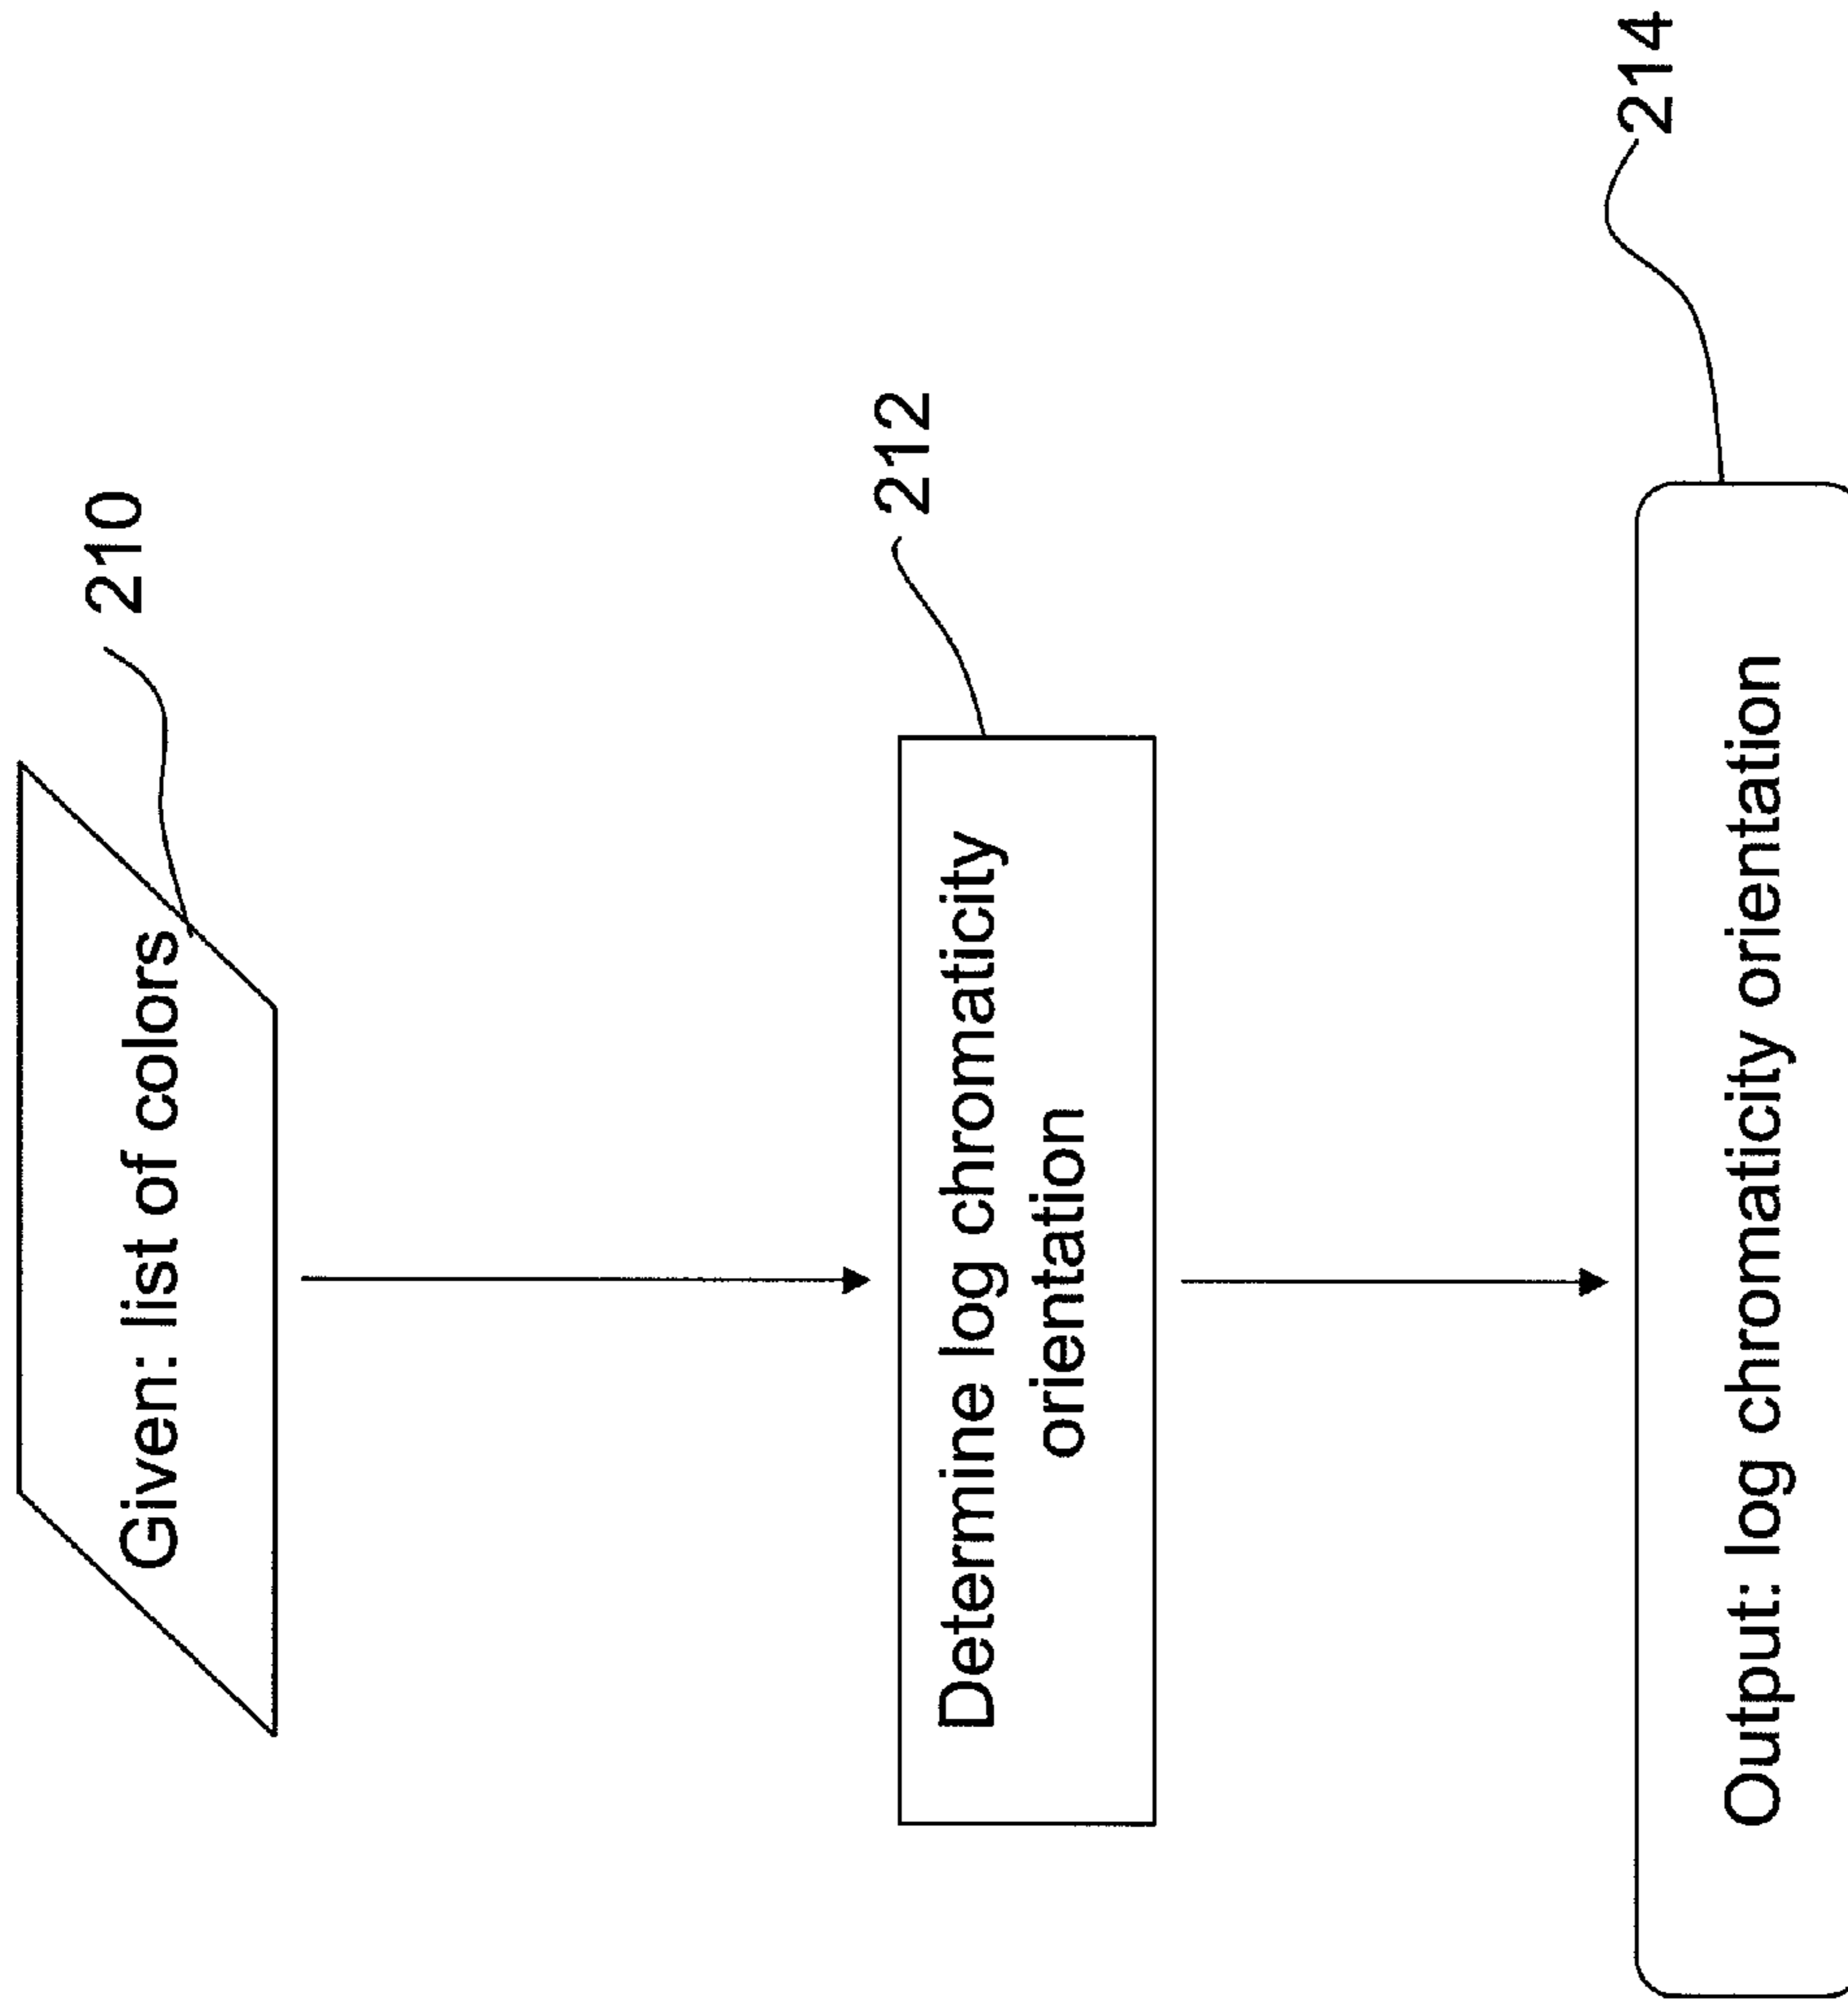 Given: list of colors
210
Determine log chromaticity
orientation
212
Output: log chromaticity orientation
214